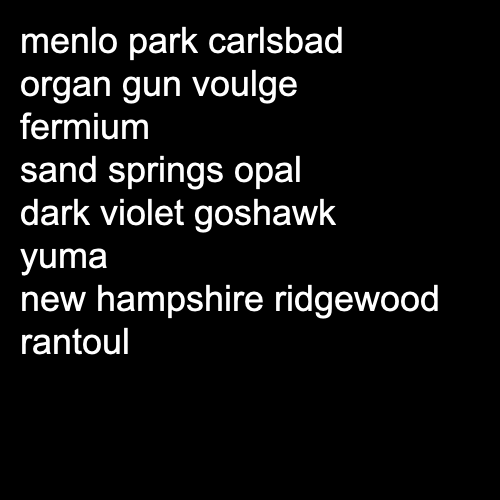 menlo park carlsbad
organ gun voulge
fermium
sand springs opal
dark violet goshawk
yuma
new hampshire ridgewood
rantoul